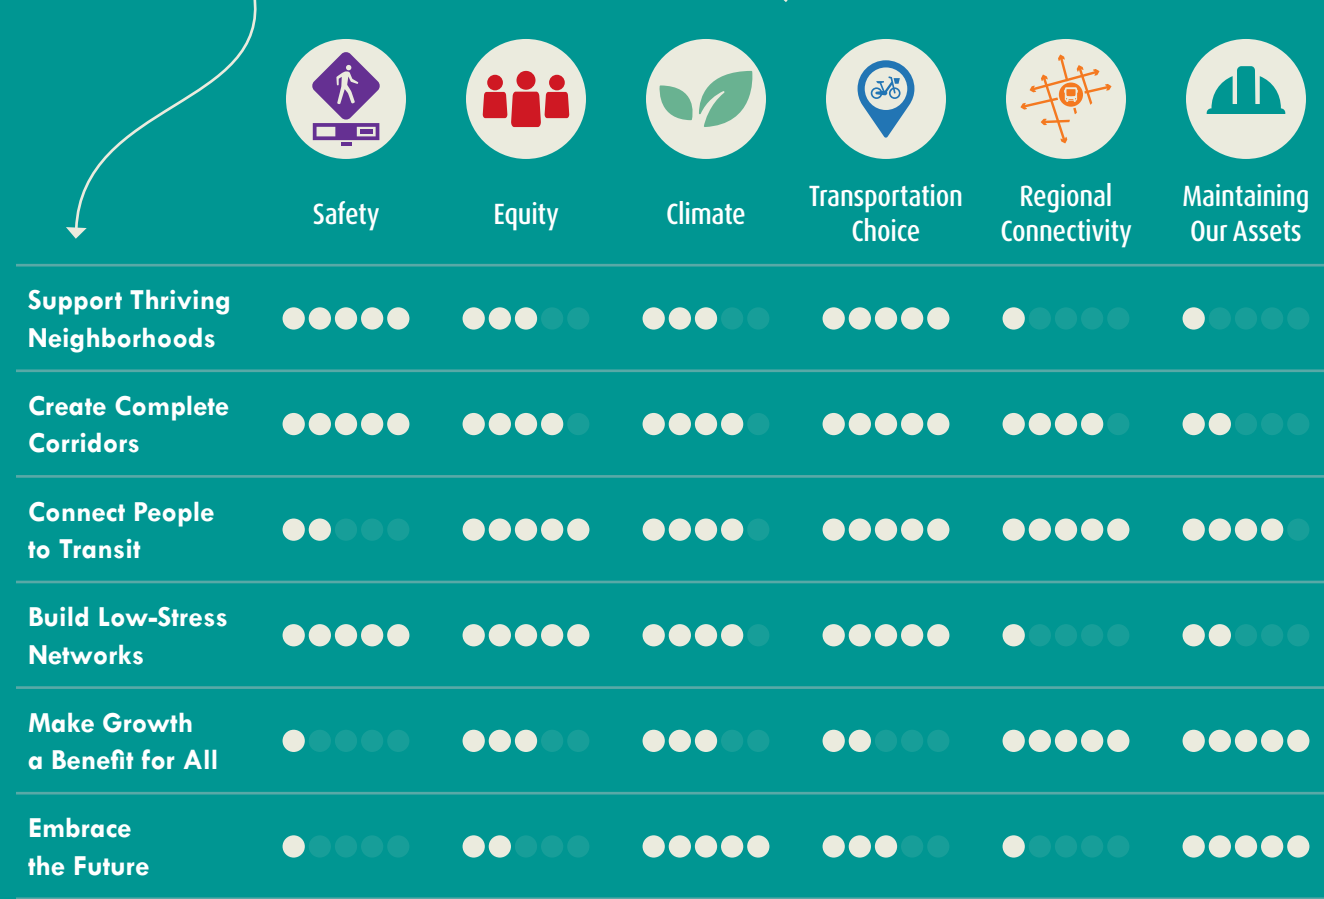 Safety
Equity
Climate
Transportation
Choice
Regional
Connectivity
Maintaining
Our Assets
Support Thriving
Neighborhoods
Create Complete
Corridors
Connect People
to Transit
Build Low-Stress
Networks
Make Growth
a Benefit for All
Embrace
the Future